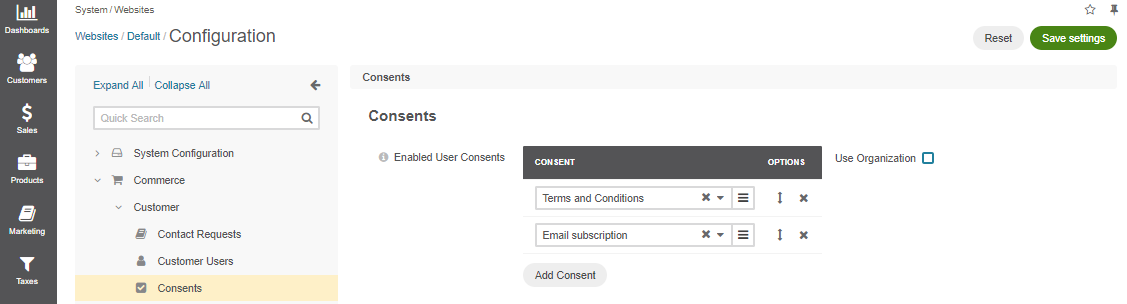 System / Websites
Websites / Default / Configuration
Reset
Save settings
Dashboards
Customers
Sales
Products
Marketing
Taxes
Expand All
Collapse All
Quick Search
System Configuration
Commerce
Customer
Contact Requests
Customer Users
Consents
Consents
Consents
Enabled User Consents
CONSENT
OPTIONS
Use Organization
Terms and Conditions
Email subscription
Add Consent